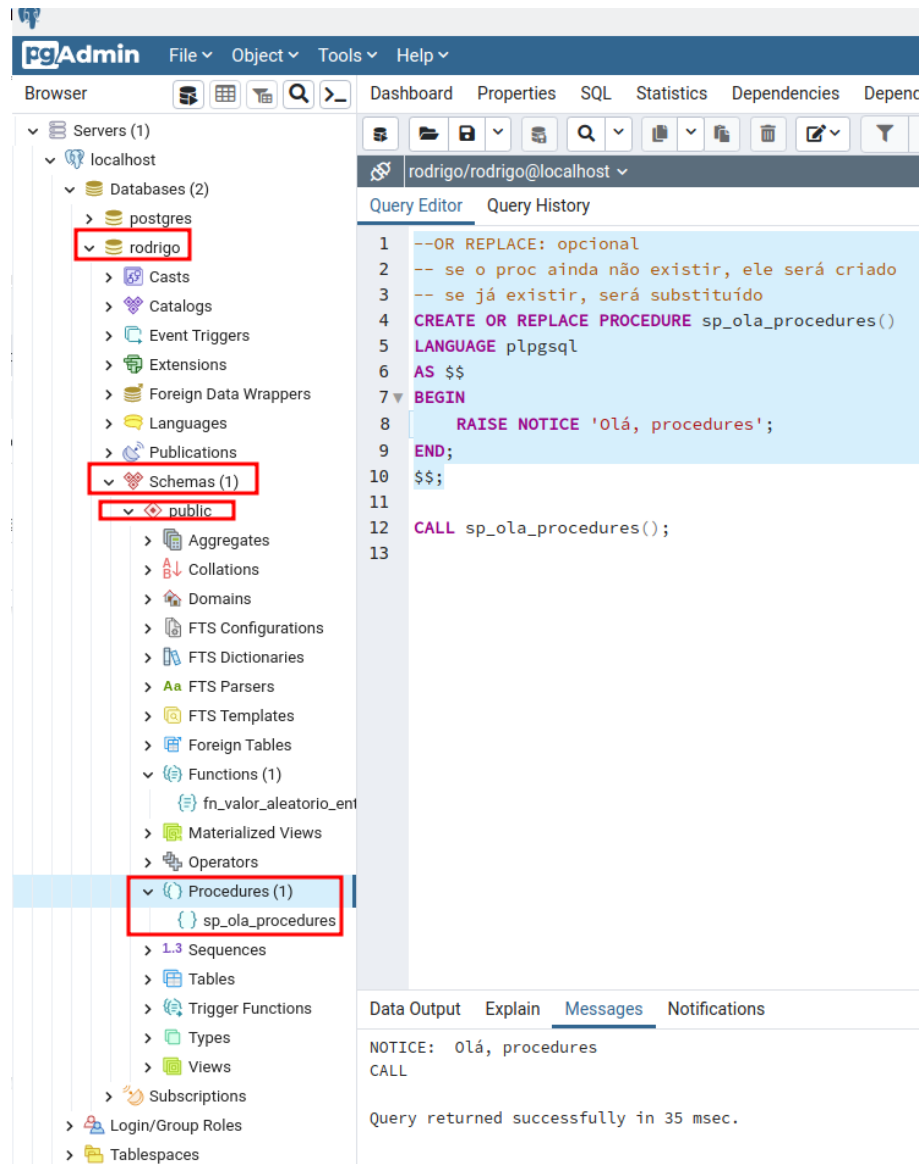 pgAdmin File Object Tools Help
Browser
Servers (1)
localhost
Databases (2)
postgres
rodrigo
Casts
Catalogs
Event Triggers
Extensions
Foreign Data Wrappers
Languages
Publications
Schemas (1)
public
Aggregates
Collations
Domains
FTS Configurations
FTS Dictionaries
Aa FTS Parsers
FTS Templates
Foreign Tables
Functions (1)
fn_valor_aleatorio_ent
Materialized Views
Operators
Procedures (1)
sp_ola_procedures
1..3 Sequences
Tables
Trigger Functions
Types
Views
Subscriptions
Login/Group Roles
Tablespaces
Dashboard Properties SQL Statistics Dependencies Depend
rodrigo/rodrigo@localhost
Query Editor Query History
1 --OR REPLACE: opcional
2 -- se o proc ainda não existir, ele será criado
3 -- se já existir, será substituído
4 CREATE OR REPLACE PROCEDURE sp_ola_procedures()
5 LANGUAGE plpgsql
6 AS $$
7 BEGIN
8 RAISE NOTICE 'Olá, procedures';
9 END;
10 $$;
11
12 CALL sp_ola_procedures();
13
Data Output Explain Messages Notifications
NOTICE: Olá, procedures
CALL
Query returned successfully in 35 msec.